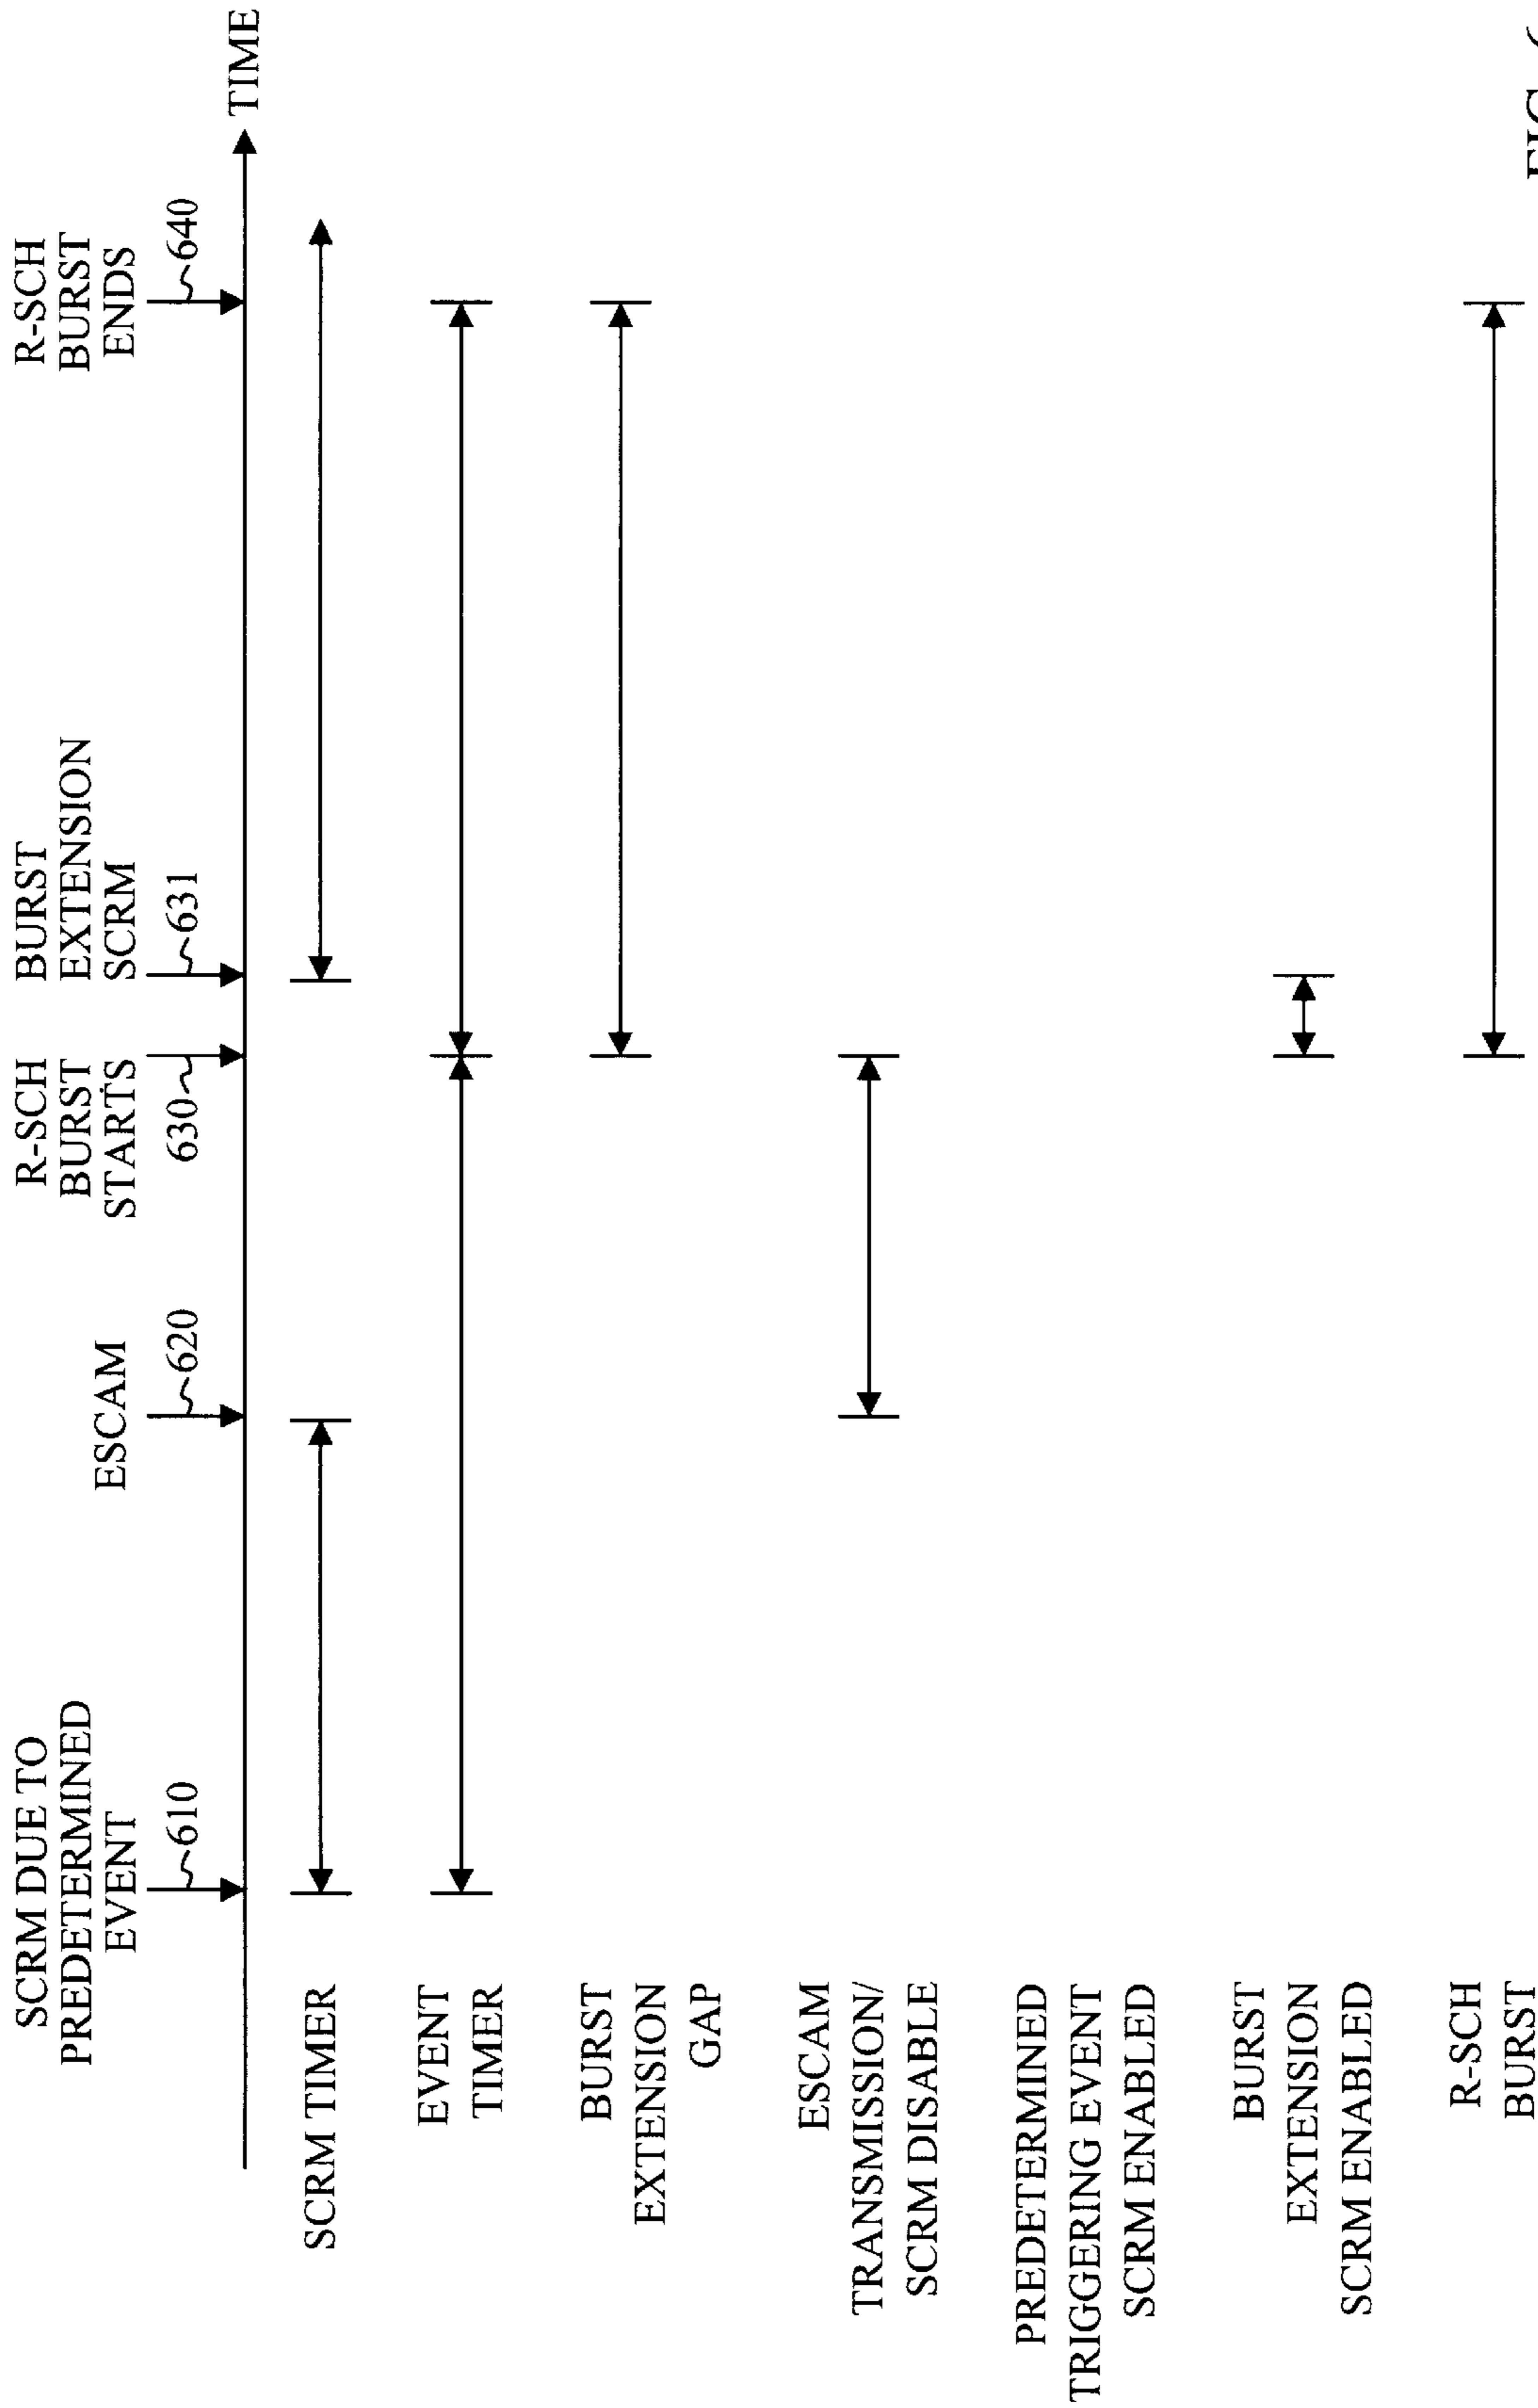 SCRM DUE TO
PREDETERMINED
EVENT
610
ESCAM
620
R-SCH
BURST
STARTS
630
BURST
EXTENSION
SCRM
631
R-SCH
BURST
ENDS
640
TIME
SCRM TIMER
EVENT
TIMER
BURST
EXTENSION
GAP
ESCAM
TRANSMISSION/
SCRM DISABLE
PREDETERMINED
TRIGGERING EVENT
SCRM ENABLED
BURST
EXTENSION
SCRM ENABLED
R-SCH
BURST